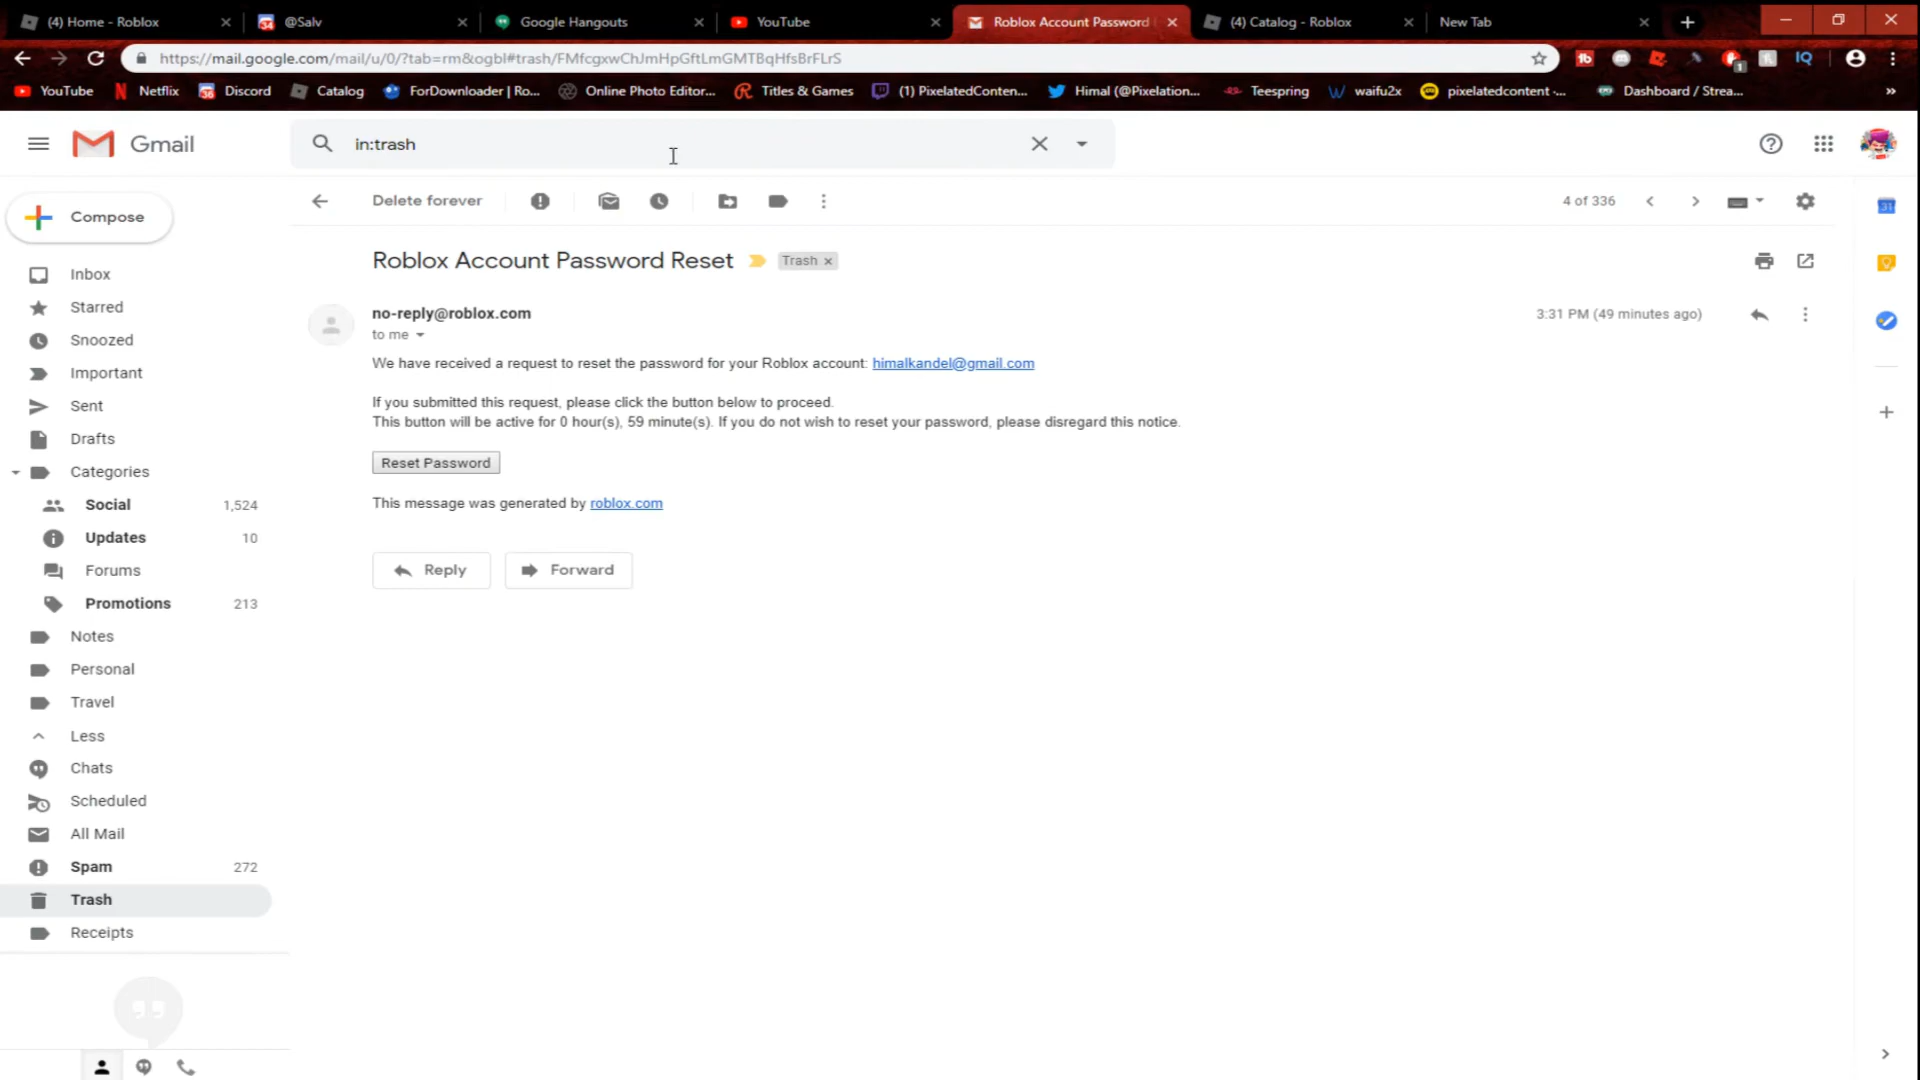 (4) Home - Roblox
@Salv
Google Hangouts
YouTube
Roblox Account Password
(4) Catalog - Roblox
New Tab
https://mail.google.com/mail/u/0/?tab=rm&ogbl#trash/FMfcgxwChJmHpGftLmGMTBqHfsBrFLrS
1
IQ
YouTube
Netflix
Discord
Catalog
ForDownloader | Ro...
Online Photo Editor...
Titles & Games
(1) PixelatedConten...
Himal (@Pixelation...
Teespring
waifu2x
pixelatedcontent -...
Dashboard / Strea...
Gmail
in:trash
Compose
Delete forever
4 of 336
31
Roblox Account Password Reset
Trash x
no-reply@roblox.com
3:31 PM (49 minutes ago)
to me
We have received a request to reset the password for your Roblox account: himalkandel@gmail.com
If you submitted this request, please click the button below to proceed.
This button will be active for 0 hour(s), 59 minute(s). If you do not wish to reset your password, please disregard this notice.
Reset Password
This message was generated by roblox.com
Reply
Forward
Inbox
Starred
Snoozed
Important
Sent
Drafts
Categories
Social 1,524
Updates 10
Forums
Promotions 213
Notes
Personal
Travel
Less
Chats
Scheduled
All Mail
Spam 272
Trash
Receipts